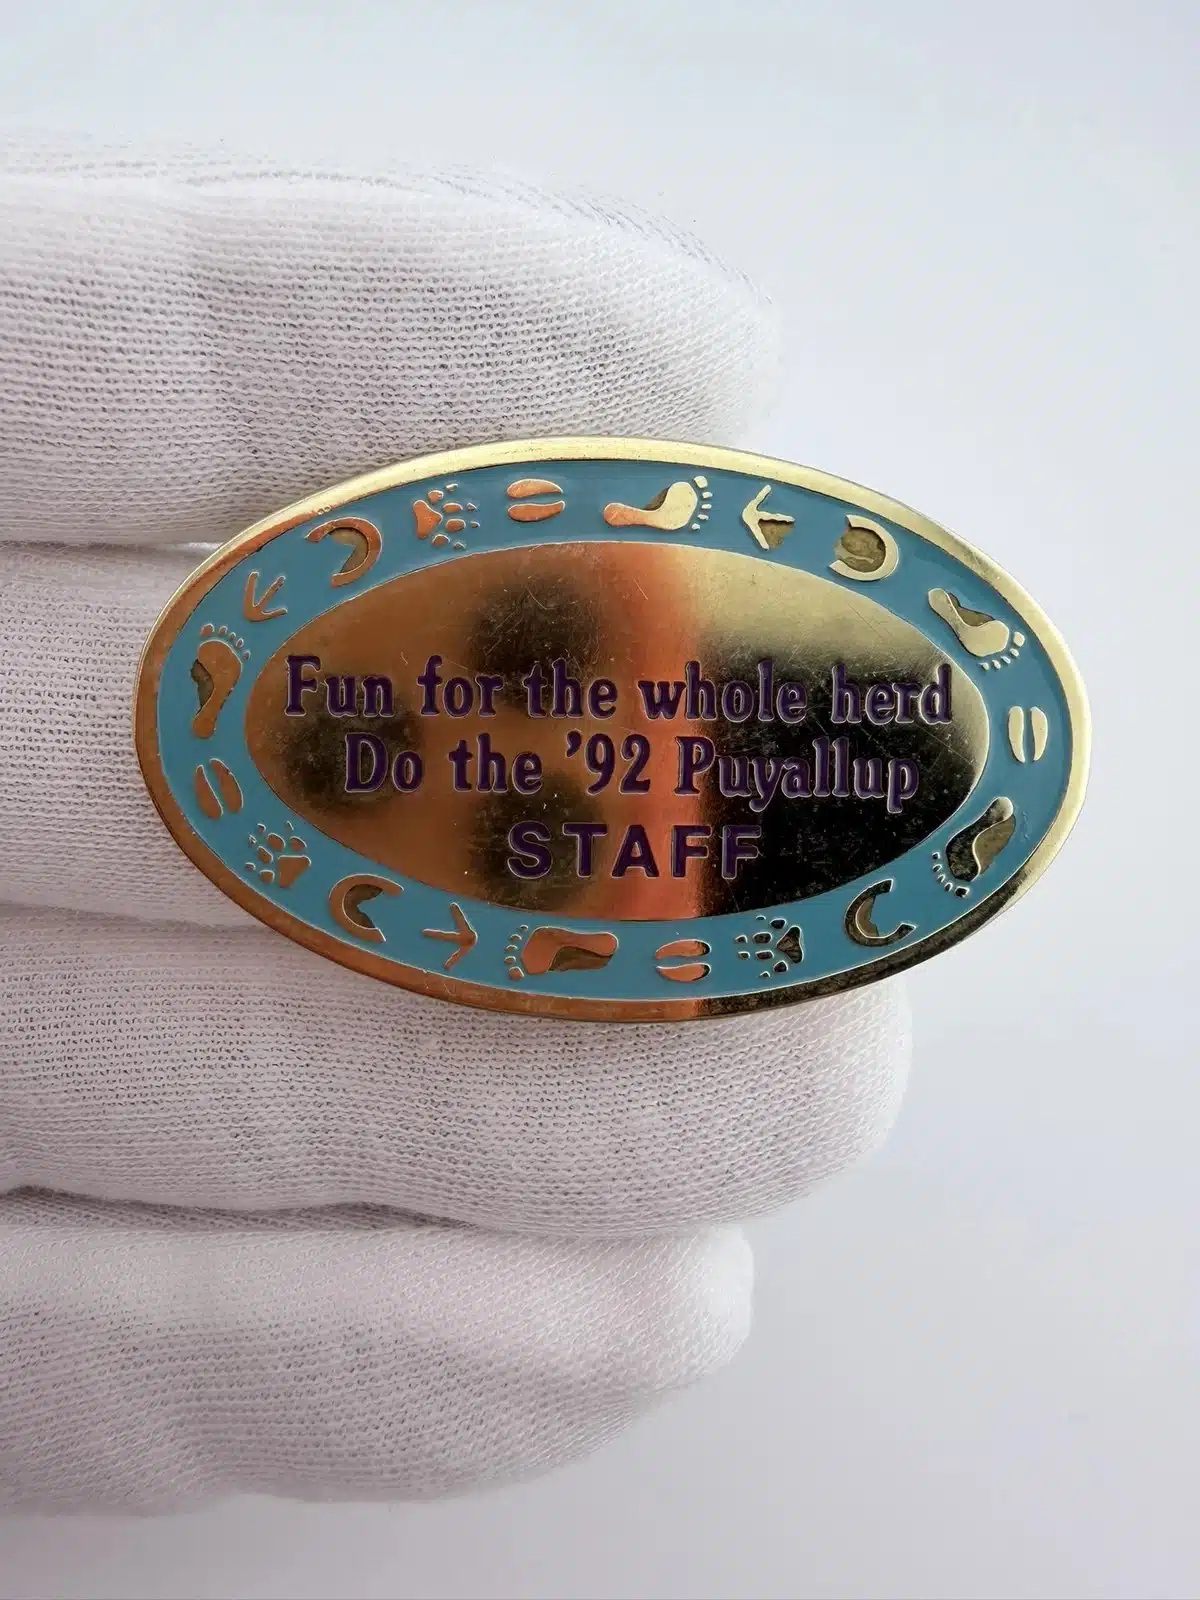 Fun for the whole herd
Do the ’92 Puyallup
STAFF